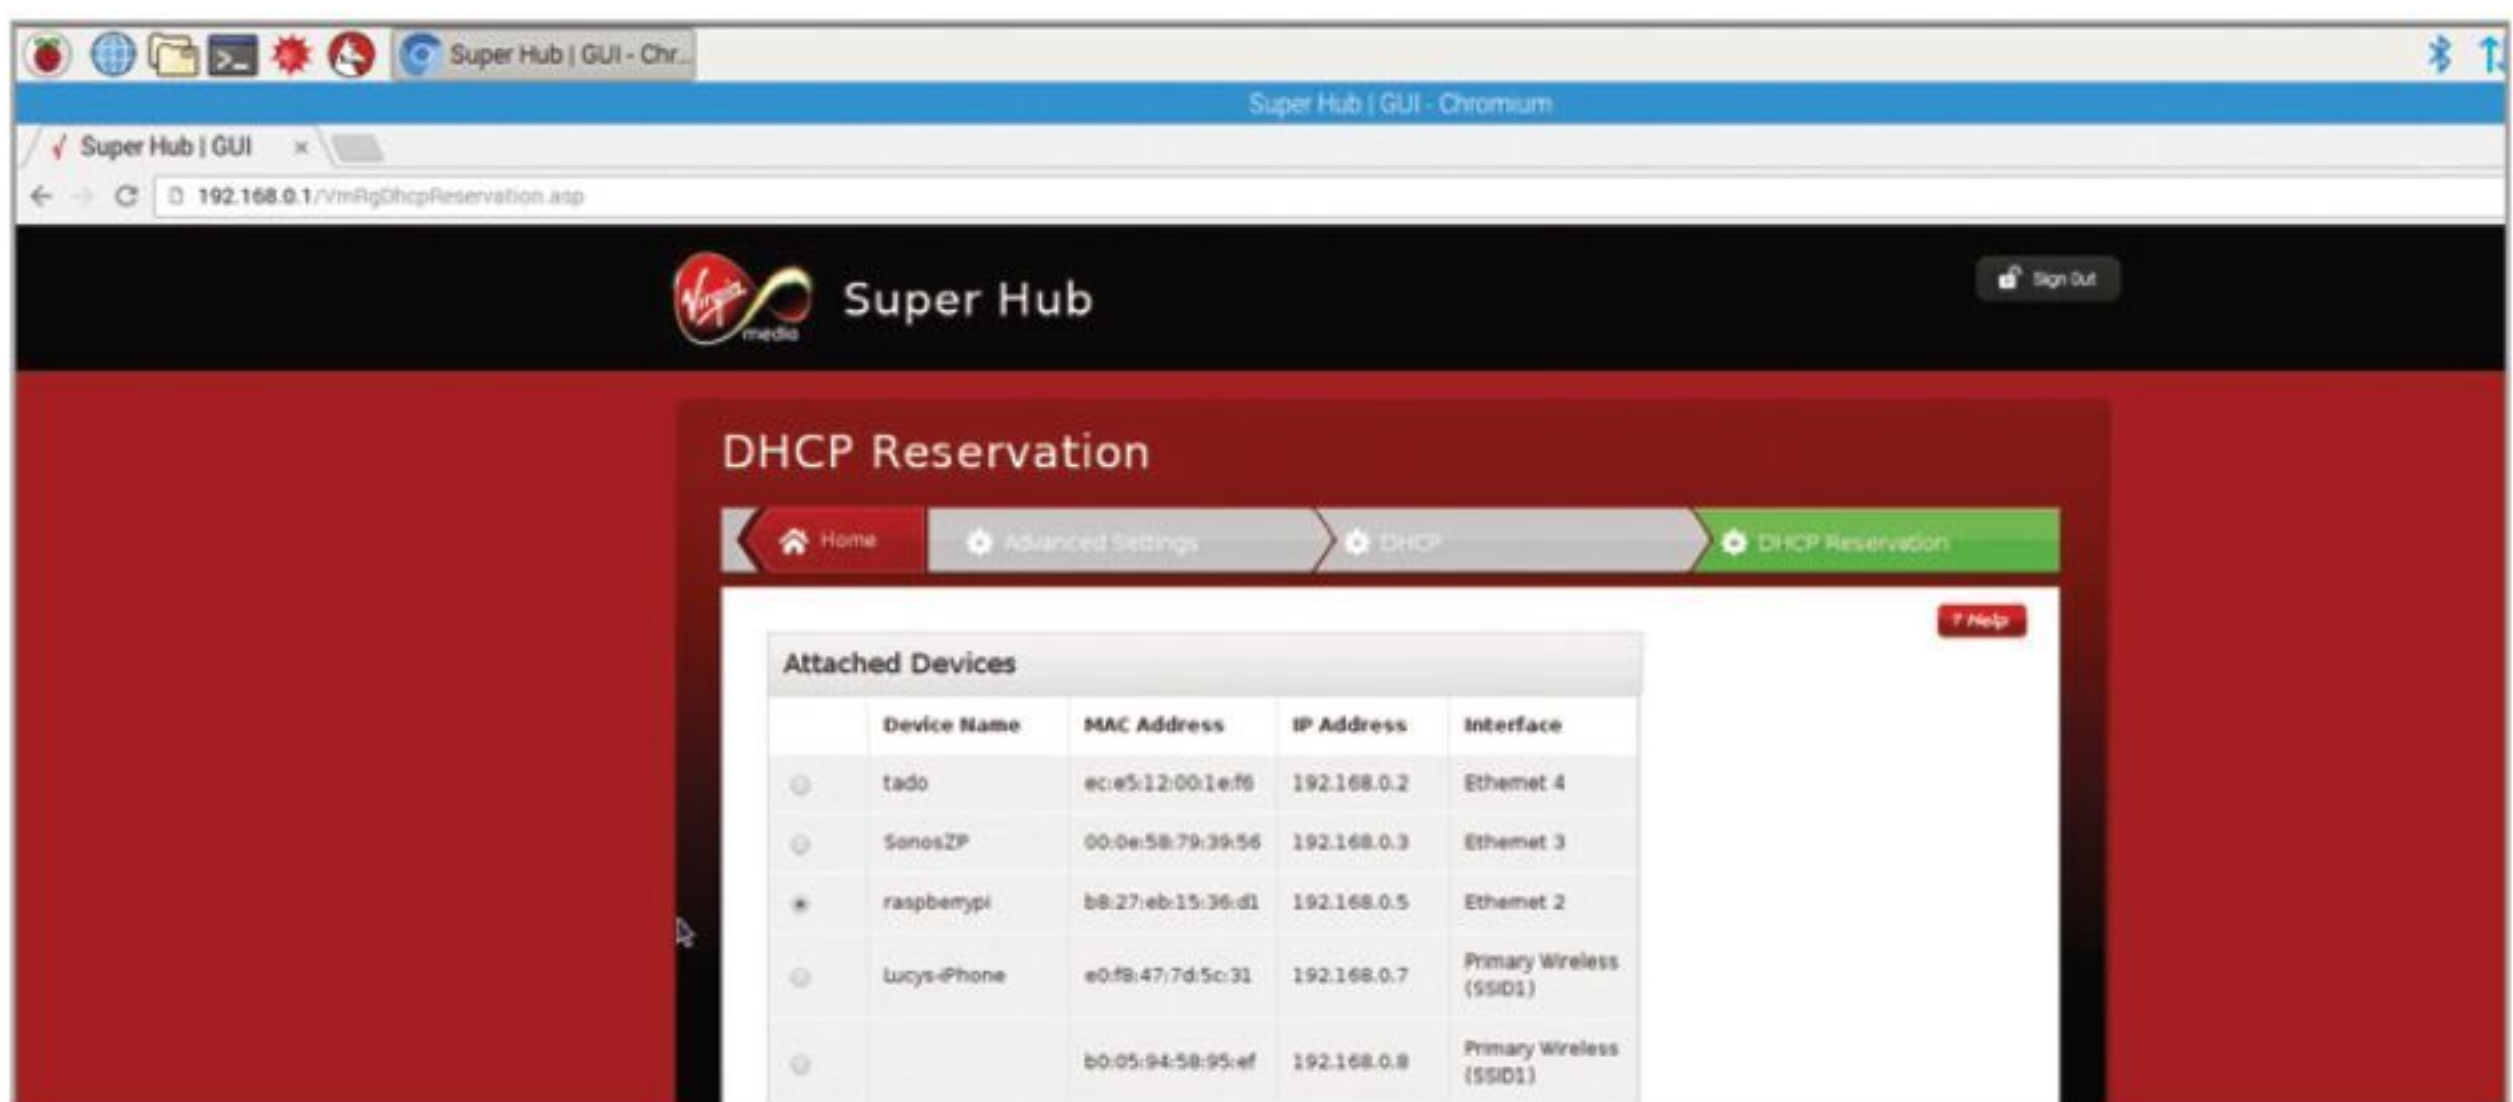 Super Hub | GUI - Chr...
Super Hub | GUI - Chromium
Super Hub | GUI
192.168.0.1/VmRgDhcpReservation.asp
Virgin media
Super Hub
Sign Out
DHCP Reservation
Home
Advanced Settings
DHCP
DHCP Reservation
? Help
Attached Devices
Device Name MAC Address IP Address Interface
tado ec:e5:12:00:1e:f6 192.168.0.2 Ethernet 4
SonosZP 00:0e:58:79:39:56 192.168.0.3 Ethernet 3
raspberrypi b8:27:eb:15:36:d1 192.168.0.5 Ethernet 2
Lucys-iPhone e0:f8:47:7d:5c:31 192.168.0.7 Primary Wireless
(SSID1)
b0:05:94:58:95:ef 192.168.0.8 Primary Wireless
(SSID1)